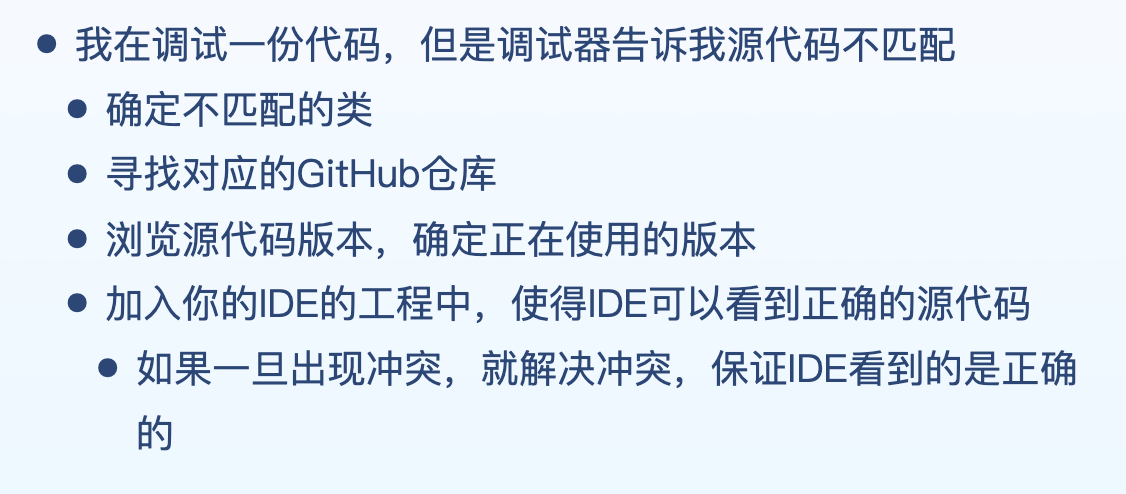 ● 我在调试一份代码，但是调试器告诉我源代码不匹配
● 确定不匹配的类
● 寻找对应的GitHub仓库
● 浏览源代码版本，确定正在使用的版本
● 加入你的IDE的工程中，使得IDE可以看到正确的源代码
● 如果一旦出现冲突，就解决冲突，保证IDE看到的是正确
的